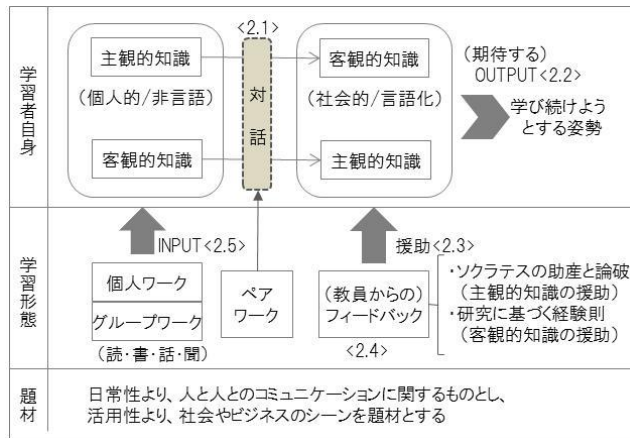 学習者自身
<2.1>
主観的知識
(個人的/非言語)
客観的知識
対話
客観的知識
(社会的/言語化)
主観的知識
(期待する)
OUTPUT<2.2>
学び続けよう
とする姿勢
学習形態
INPUT<2.5>
個人ワーク
グループワーク
(読・書・話・聞)
ペア
ワーク
援助<2.3>
(教員からの)
フィードバック
<2.4>
・ソクラテスの助産と論破
(主観的知識の援助)
・研究に基づく経験則
(客観的知識の援助)
題材
日常性より、人と人とのコミュニケーションに関するものとし、
活用性より、社会やビジネスのシーンを題材とする